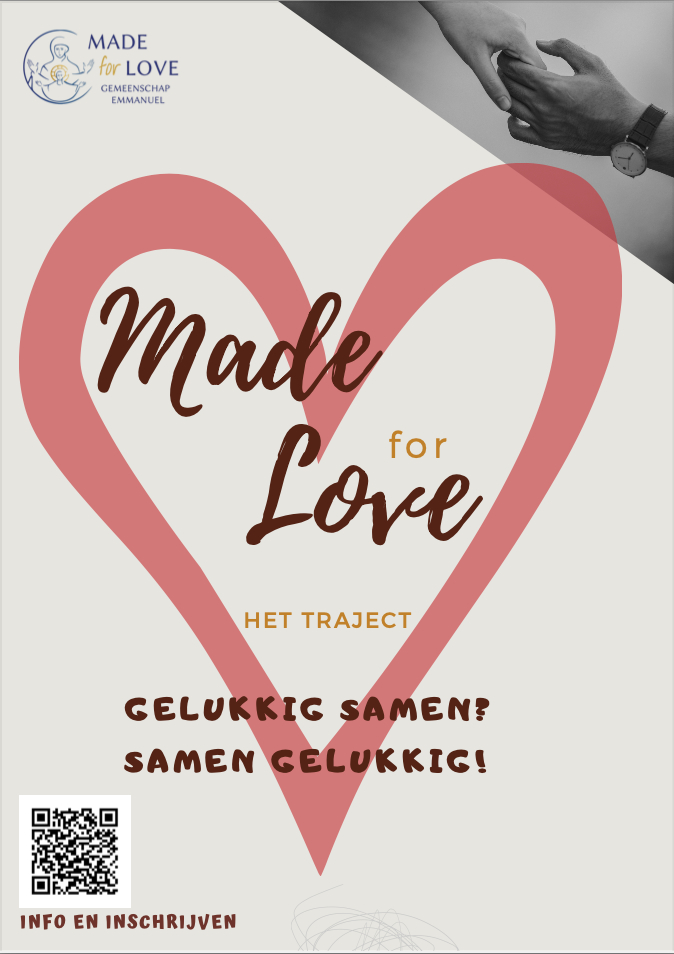 MADE
for LOVE
GEMEENSCHAP
EMMANUEL
Made
for
Love
HET TRAJECT
GELUKKIG SAMEN?
SAMEN GELUKKIG!
INFO EN INSCHRIJVEN